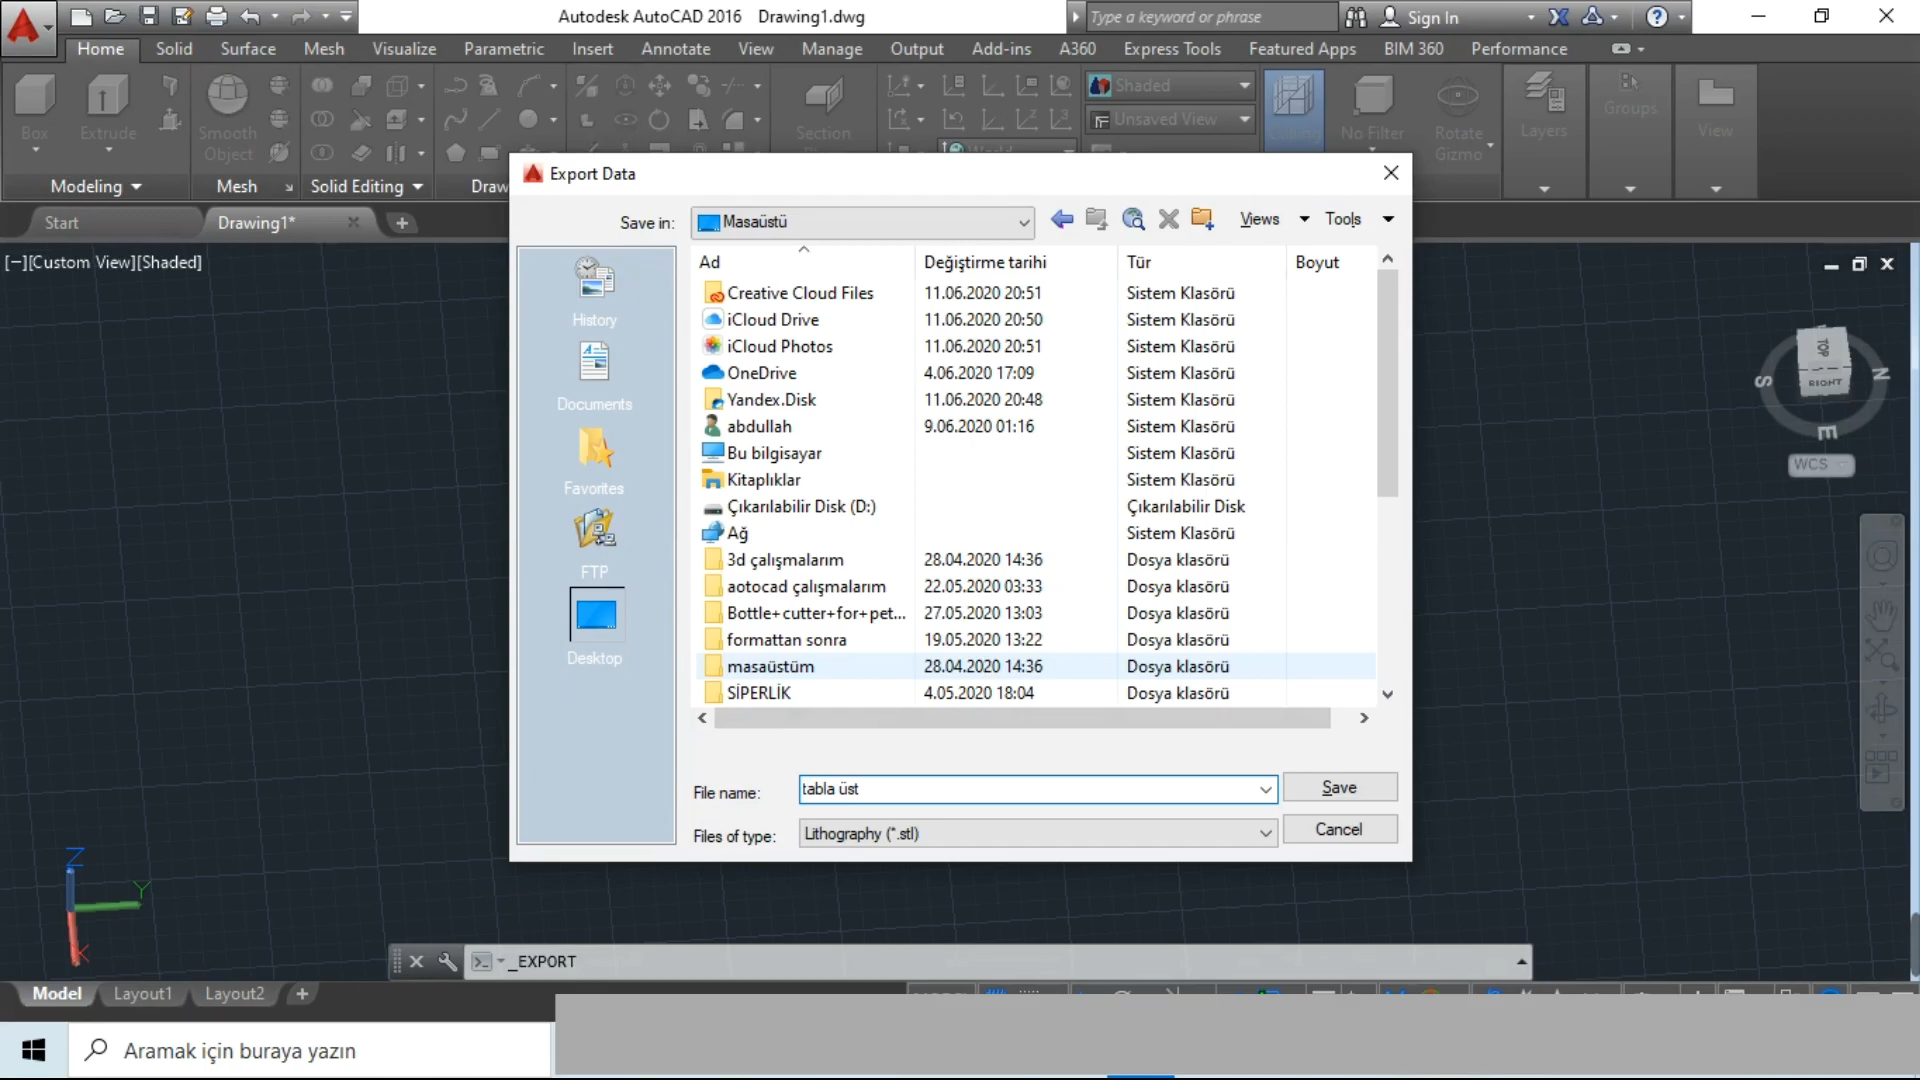 Autodesk AutoCAD 2016 Drawing1.dwg
Type a keyword or phrase
Sign In
Home Solid Surface Mesh Visualize Parametric Insert Annotate View Manage Output Add-ins A360 Express Tools Featured Apps BIM 360 Performance
Box
Extrude
Smooth Object
Section
Shaded
Unsaved View
World
No Filter
Rotate Gizmo
Layers
Groups
View
Modeling
Mesh
Solid Editing
Draw
Start
Drawing1*
[−][Custom View][Shaded]
Export Data
Save in:
Masaüstü
Views
Tools
History
Documents
Favorites
FTP
Desktop
Ad Değiştirme tarihi Tür Boyut
Creative Cloud Files 11.06.2020 20:51 Sistem Klasörü
iCloud Drive 11.06.2020 20:50 Sistem Klasörü
iCloud Photos 11.06.2020 20:51 Sistem Klasörü
OneDrive 4.06.2020 17:09 Sistem Klasörü
Yandex.Disk 11.06.2020 20:48 Sistem Klasörü
abdullah 9.06.2020 01:16 Sistem Klasörü
Bu bilgisayar Sistem Klasörü
Kitaplıklar Sistem Klasörü
Çıkarılabilir Disk (D:) Çıkarılabilir Disk
Ağ Sistem Klasörü
3d çalışmalarım 28.04.2020 14:36 Dosya klasörü
aotocad çalışmalarım 22.05.2020 03:33 Dosya klasörü
Bottle+cutter+for+pet... 27.05.2020 13:03 Dosya klasörü
formattan sonra 19.05.2020 13:22 Dosya klasörü
masaüstüm 28.04.2020 14:36 Dosya klasörü
SİPERLİK 4.05.2020 18:04 Dosya klasörü
File name:
tabla üst
Save
Files of type:
Lithography (*.stl)
Cancel
TOP
RIGHT
S
N
E
WCS
Z
Y
X
_EXPORT
Model Layout1 Layout2
Aramak için buraya yazın